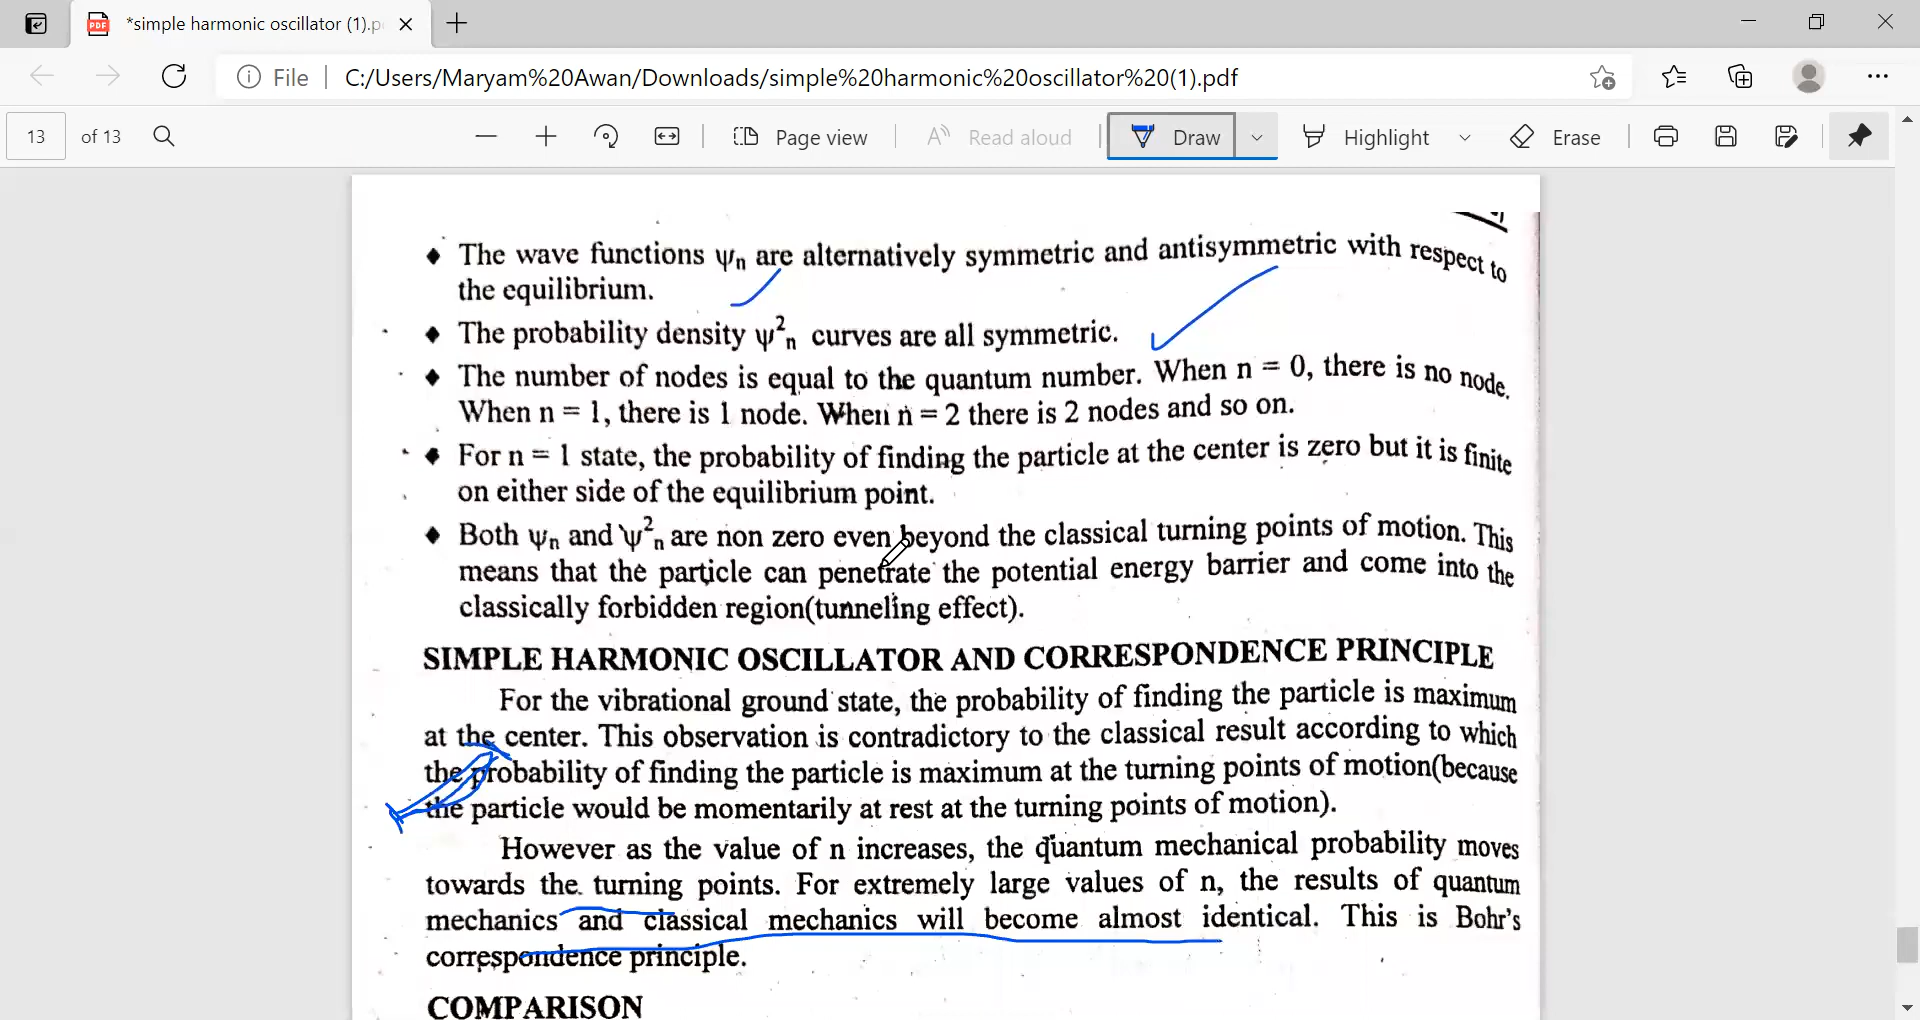 *simple harmonic oscillator (1).p
File | C:/Users/Maryam%20Awan/Downloads/simple%20harmonic%20oscillator%20(1).pdf
13 of 13 Page view Read aloud Draw Highlight Erase
♦ The wave functions ψn are alternatively symmetric and antisymmetric with respect to
the equilibrium.
♦ The probability density ψ²n curves are all symmetric.
♦ The number of nodes is equal to the quantum number. When n = 0, there is no node.
When n = 1, there is 1 node. When n = 2 there is 2 nodes and so on.
♦ For n = 1 state, the probability of finding the particle at the center is zero but it is finite
on either side of the equilibrium point.
♦ Both ψn and ψ²n are non zero even beyond the classical turning points of motion. This
means that the particle can penetrate the potential energy barrier and come into the
classically forbidden region(tunneling effect).
SIMPLE HARMONIC OSCILLATOR AND CORRESPONDENCE PRINCIPLE
For the vibrational ground state, the probability of finding the particle is maximum
at the center. This observation is contradictory to the classical result according to which
the probability of finding the particle is maximum at the turning points of motion(because
the particle would be momentarily at rest at the turning points of motion).
However as the value of n increases, the quantum mechanical probability moves
towards the turning points. For extremely large values of n, the results of quantum
mechanics and classical mechanics will become almost identical. This is Bohr's
correspondence principle.
COMPARISON